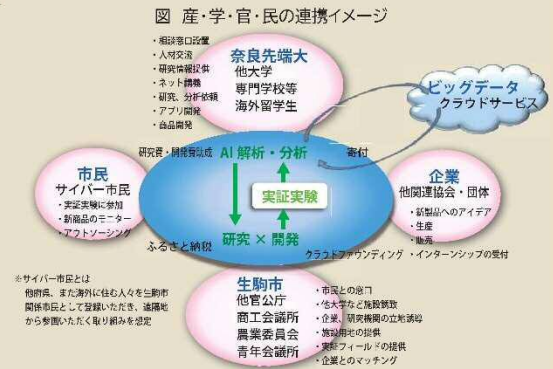 図 産・学・官・民の連携イメージ
・相談窓口設置
・人材交流
・研究情報提供
・ネット講義
・研究、分析依頼
・アプリ開発
・商品開発
奈良先端大
他大学
専門学校等
海外留学生
ビッグデータ
クラウドサービス
研究費・開発費助成
AI 解析・分析
寄付
実証実験
研究 × 開発
ふるさと納税
クラウドファウンディング
市民
サイバー市民
・実証実験に参加
・新商品のモニター
・アウトソーシング
企業
他関連協会・団体
・新製品へのアイデア
・生産
・販売
・インターンシップの受付
※サイバー市民とは
他府県、また海外に住む人々を生駒市
関係市民として登録いただき、遠隔地
から参画いただく取り組みを想定
生駒市
他官公庁
商工会議所
農業委員会
青年会議所
・市民との窓口
・他大学など施設誘致
・企業、研究機関の立地誘導
・施設用地の提供
・実証フィールドの提供
・企業とのマッチング